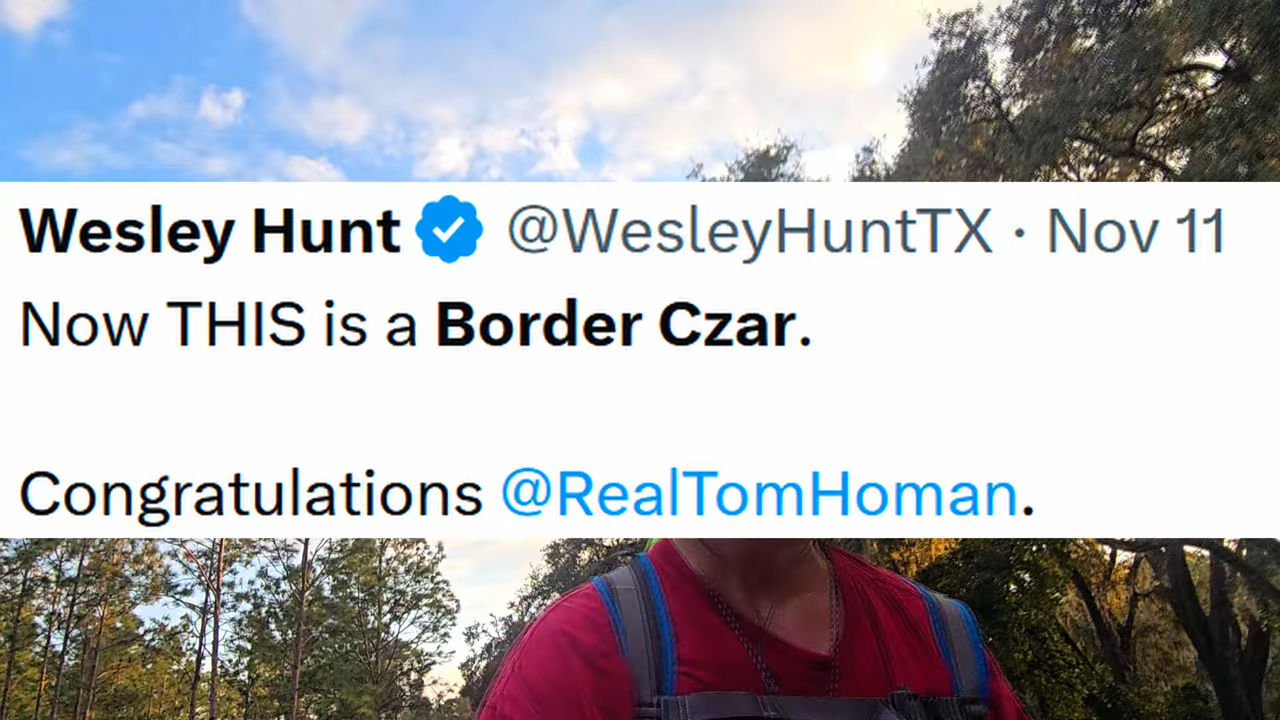 Wesley Hunt @WesleyHuntTX · Nov 11
Now THIS is a Border Czar.
Congratulations @RealTomHoman.